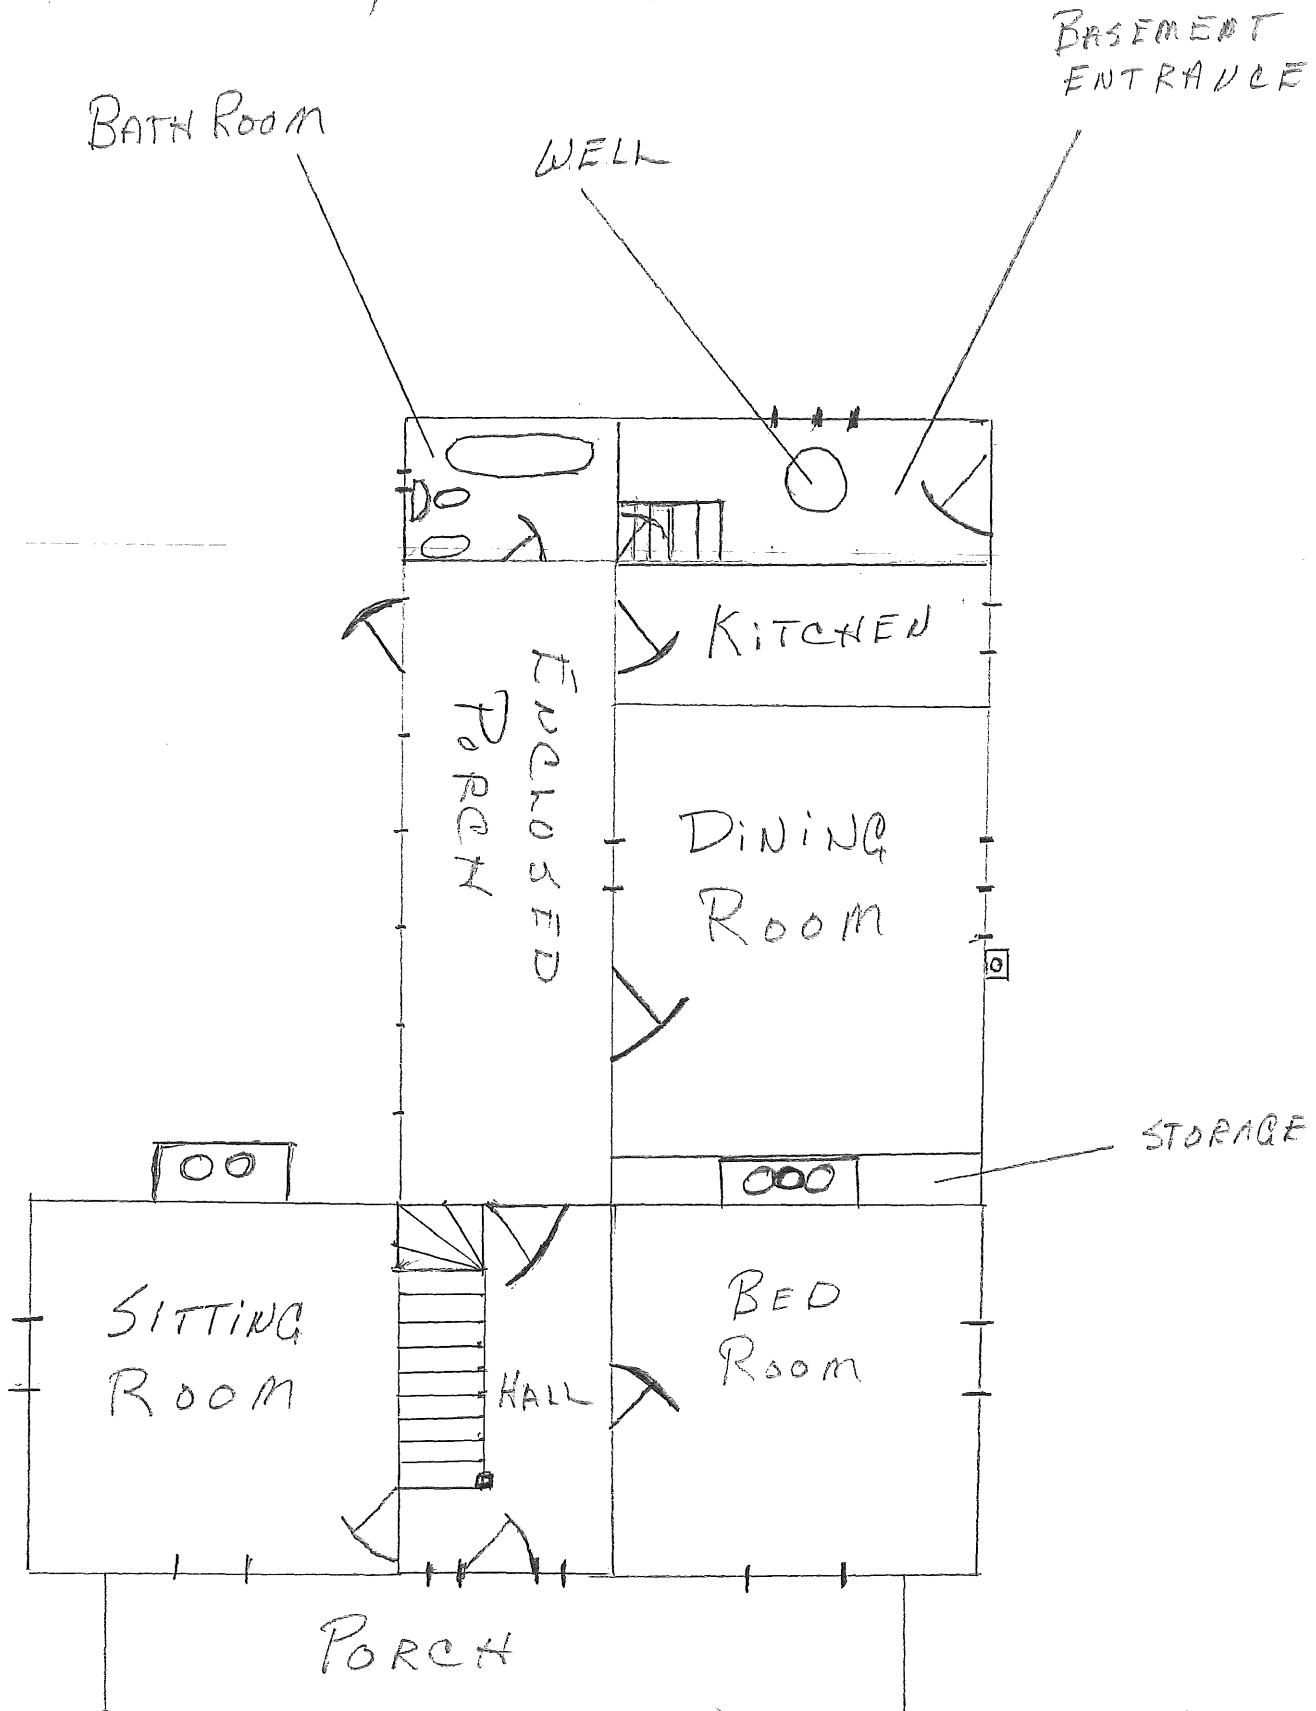 BASEMENT
ENTRANCE
BATH ROOM
WELL
KITCHEN
ENCLOSED
PORCH
DINING
ROOM
STORAGE
SITTING
ROOM
HALL
BED
ROOM
PORCH